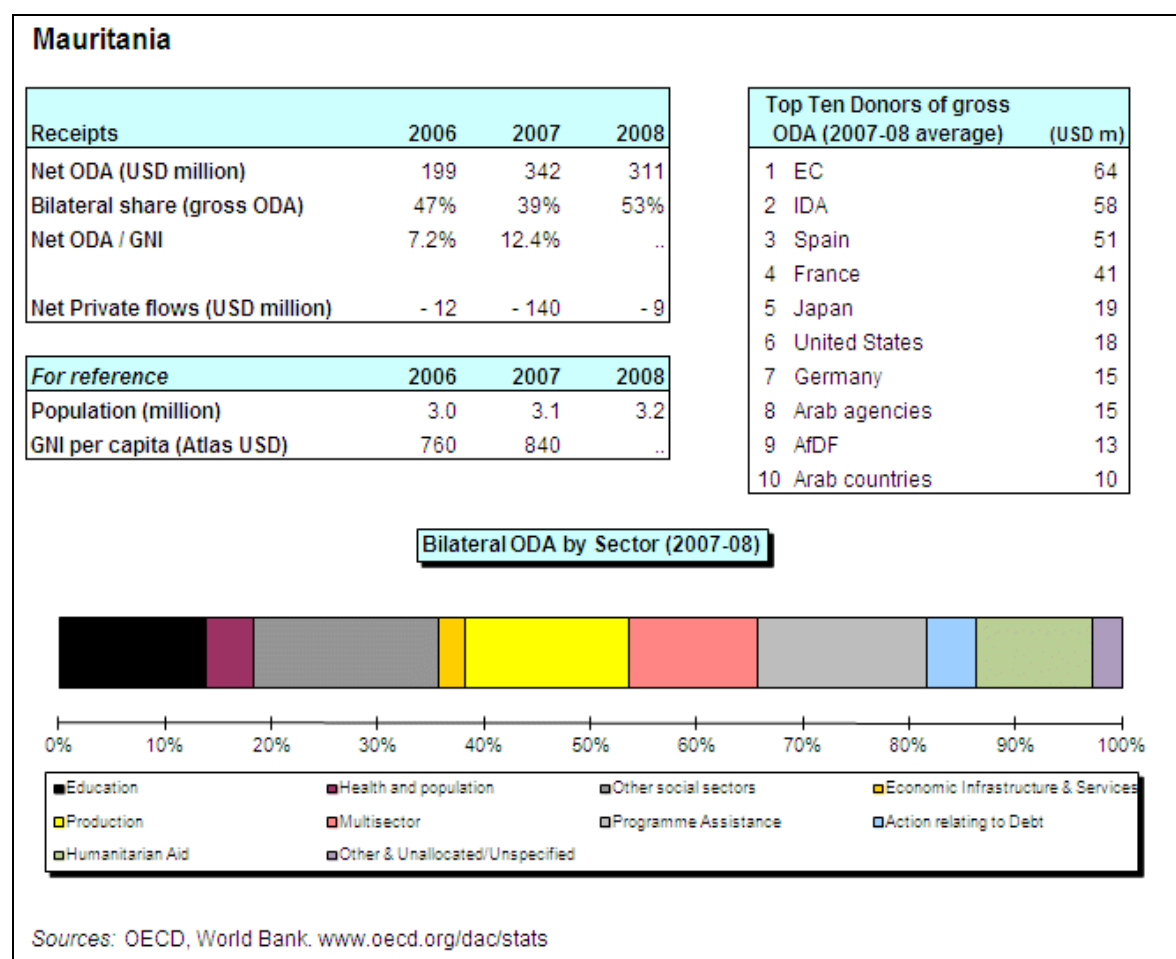 Mauritania
Receipts 2006 2007 2008
Net ODA (USD million) 199 342 311
Bilateral share (gross ODA) 47% 39% 53%
Net ODA / GNI 7.2% 12.4% ..
Net Private flows (USD million) - 12 - 140 - 9
For reference 2006 2007 2008
Population (million) 3.0 3.1 3.2
GNI per capita (Atlas USD) 760 840 ..
Top Ten Donors of gross
ODA (2007-08 average) (USD m)
1 EC 64
2 IDA 58
3 Spain 51
4 France 41
5 Japan 19
6 United States 18
7 Germany 15
8 Arab agencies 15
9 AfDF 13
10 Arab countries 10
Bilateral ODA by Sector (2007-08)
0% 10% 20% 30% 40% 50% 60% 70% 80% 90% 100%
Education Health and population Other social sectors Economic Infrastructure & Services
Production Multisector Programme Assistance Action relating to Debt
Humanitarian Aid Other & Unallocated/Unspecified
Sources: OECD, World Bank. www.oecd.org/dac/stats